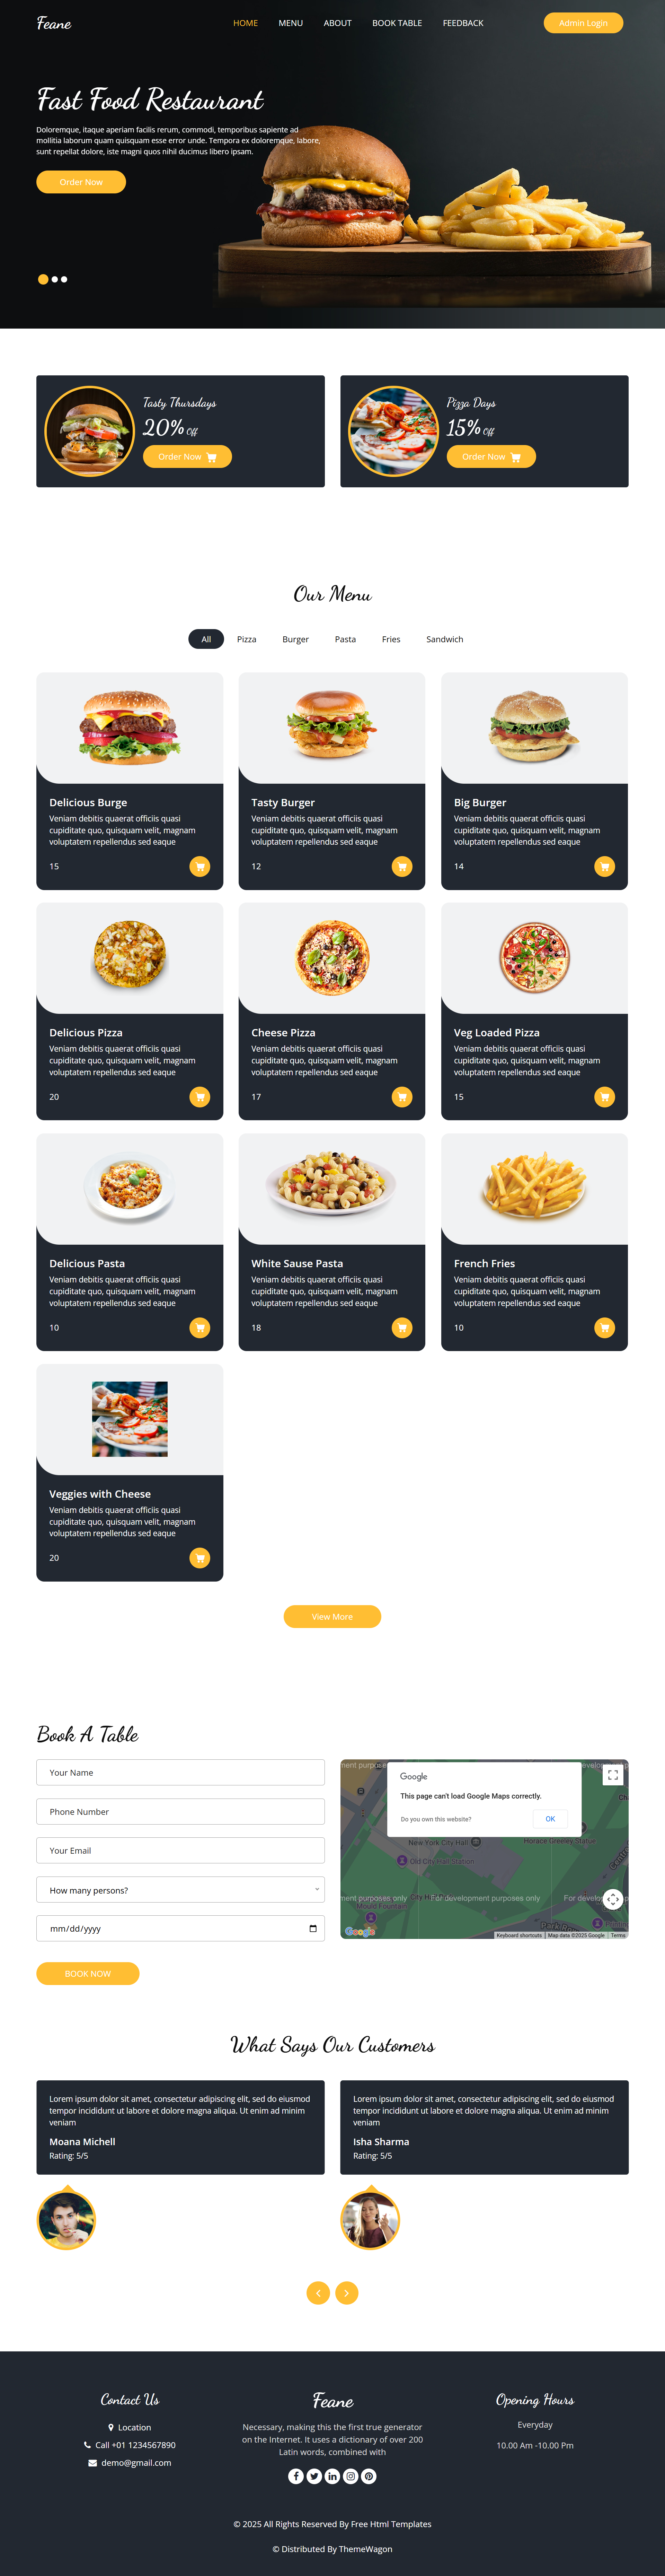 Feane
HOME MENU ABOUT BOOK TABLE FEEDBACK
Admin Login
Fast Food Restaurant
Doloremque, itaque aperiam facilis rerum, commodi, temporibus sapiente ad
mollitia laborum quam quisquam esse error unde. Tempora ex doloremque, labore,
sunt repellat dolore, iste magni quos nihil ducimus libero ipsam.
Order Now
Tasty Thursdays
20% Off
Order Now
Pizza Days
15% Off
Order Now
Our Menu
All Pizza Burger Pasta Fries Sandwich
Delicious Burge
Veniam debitis quaerat officiis quasi
cupiditate quo, quisquam velit, magnam
voluptatem repellendus sed eaque
15
Tasty Burger
Veniam debitis quaerat officiis quasi
cupiditate quo, quisquam velit, magnam
voluptatem repellendus sed eaque
12
Big Burger
Veniam debitis quaerat officiis quasi
cupiditate quo, quisquam velit, magnam
voluptatem repellendus sed eaque
14
Delicious Pizza
Veniam debitis quaerat officiis quasi
cupiditate quo, quisquam velit, magnam
voluptatem repellendus sed eaque
20
Cheese Pizza
Veniam debitis quaerat officiis quasi
cupiditate quo, quisquam velit, magnam
voluptatem repellendus sed eaque
17
Veg Loaded Pizza
Veniam debitis quaerat officiis quasi
cupiditate quo, quisquam velit, magnam
voluptatem repellendus sed eaque
15
Delicious Pasta
Veniam debitis quaerat officiis quasi
cupiditate quo, quisquam velit, magnam
voluptatem repellendus sed eaque
10
White Sause Pasta
Veniam debitis quaerat officiis quasi
cupiditate quo, quisquam velit, magnam
voluptatem repellendus sed eaque
18
French Fries
Veniam debitis quaerat officiis quasi
cupiditate quo, quisquam velit, magnam
voluptatem repellendus sed eaque
10
Veggies with Cheese
Veniam debitis quaerat officiis quasi
cupiditate quo, quisquam velit, magnam
voluptatem repellendus sed eaque
20
View More
Book A Table
Your Name
Phone Number
Your Email
How many persons?
mm/dd/yyyy
BOOK NOW
Google
This page can't load Google Maps correctly.
Do you own this website?
OK
New York City Hall
Horace Greeley Statue
Old City Hall Station
For development purposes only
Google
Keyboard shortcuts Map data ©2025 Google Terms
What Says Our Customers
Lorem ipsum dolor sit amet, consectetur adipiscing elit, sed do eiusmod
tempor incididunt ut labore et dolore magna aliqua. Ut enim ad minim
veniam
Moana Michell
Rating: 5/5
Lorem ipsum dolor sit amet, consectetur adipiscing elit, sed do eiusmod
tempor incididunt ut labore et dolore magna aliqua. Ut enim ad minim
veniam
Isha Sharma
Rating: 5/5
Contact Us
Location
Call +01 1234567890
demo@gmail.com
Feane
Necessary, making this the first true generator
on the Internet. It uses a dictionary of over 200
Latin words, combined with
Opening Hours
Everyday
10.00 Am -10.00 Pm
© 2025 All Rights Reserved By Free Html Templates
© Distributed By ThemeWagon